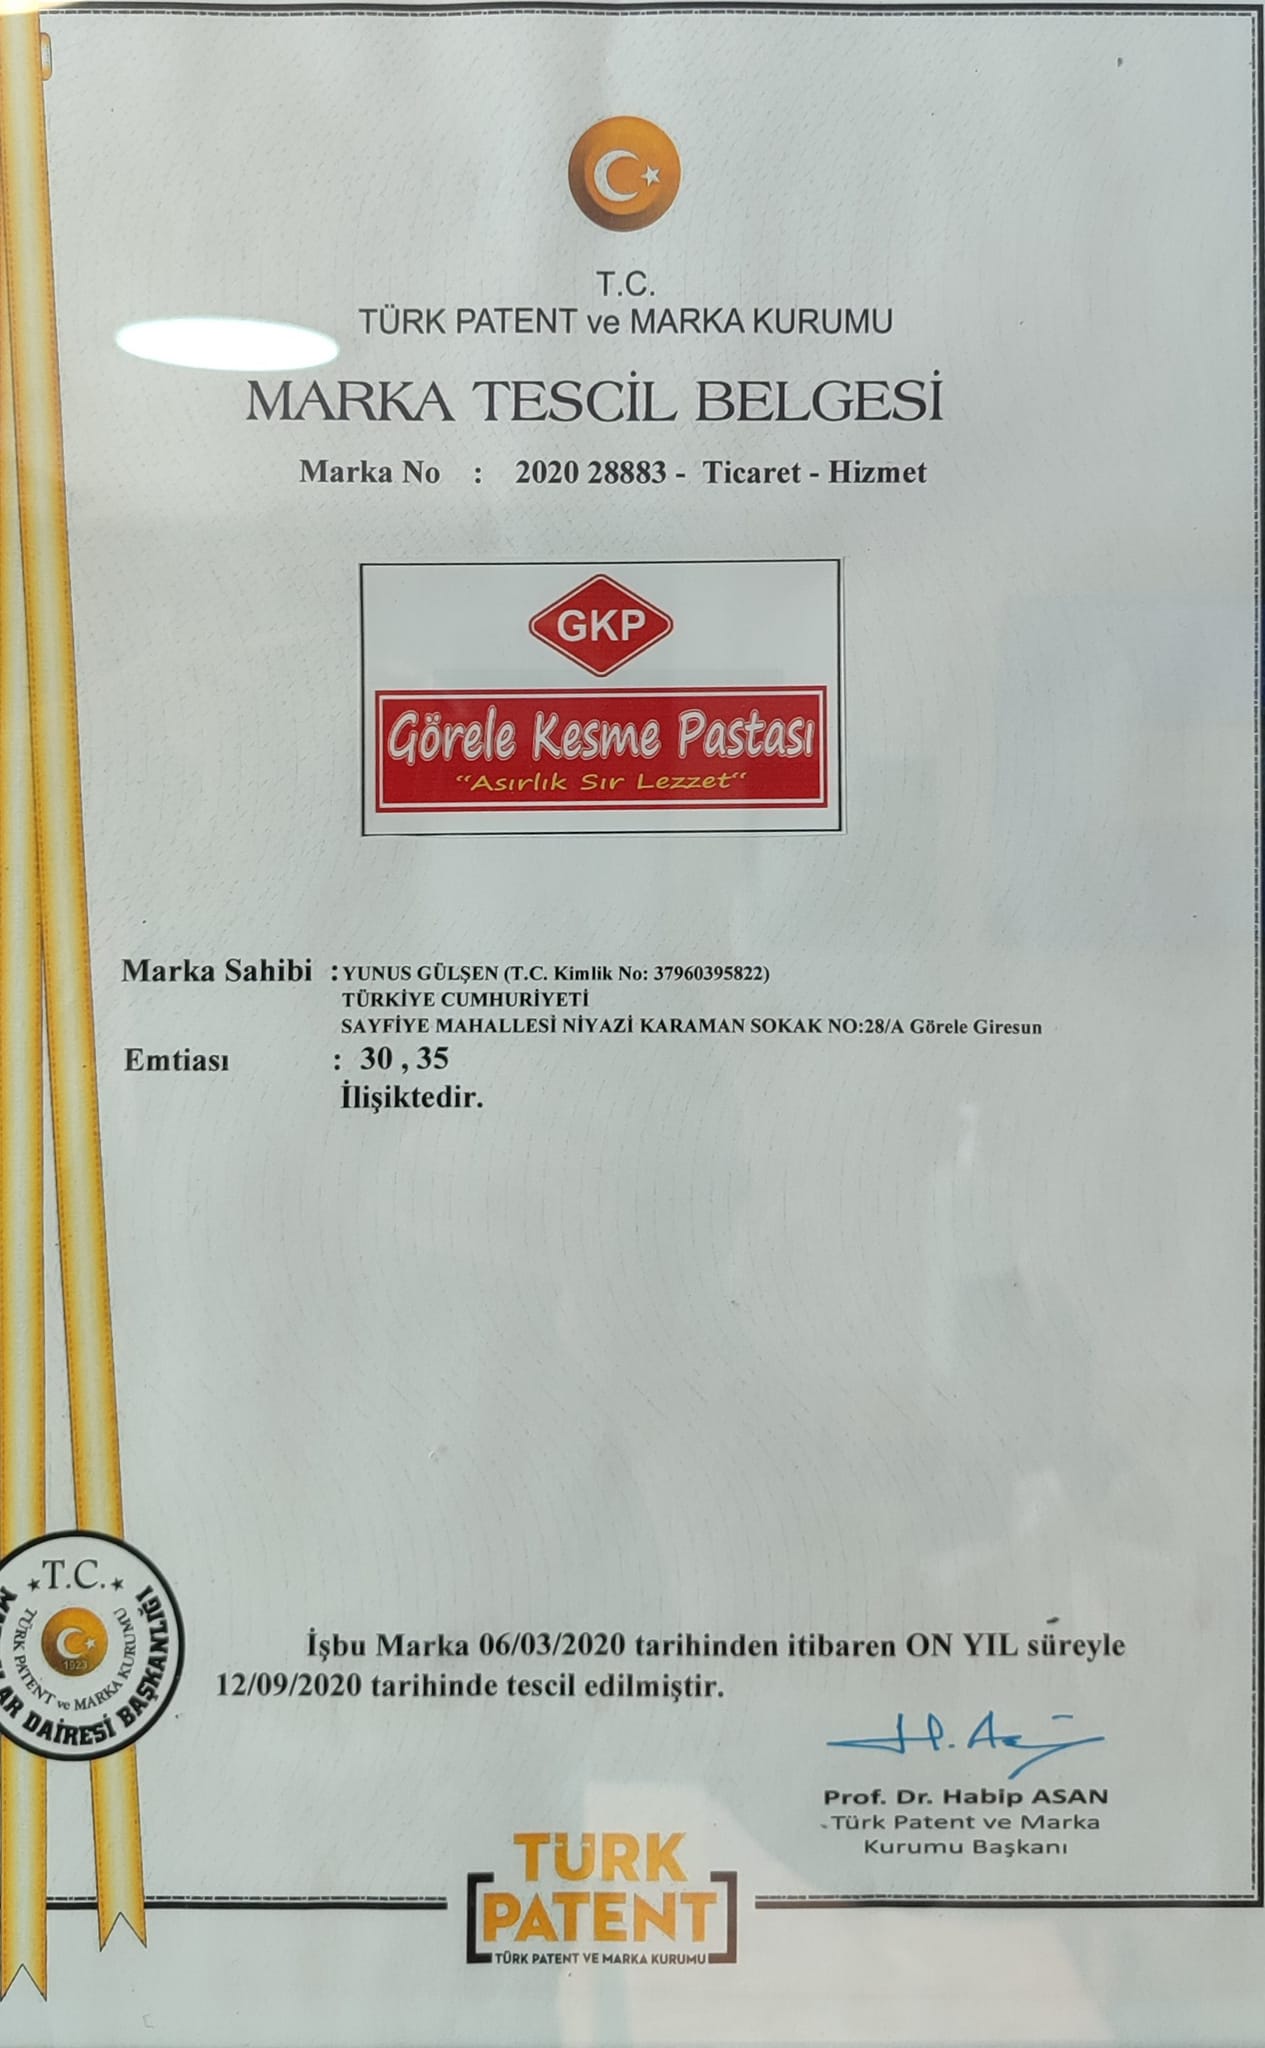 T.C.
TÜRK PATENT ve MARKA KURUMU
MARKA TESCİL BELGESİ
Marka No : 2020 28883 - Ticaret - Hizmet
GKP
Görele Kesme Pastası
“Asırlık Sır Lezzet“
Marka Sahibi : YUNUS GÜLŞEN (T.C. Kimlik No: 37960395822)
TÜRKİYE CUMHURİYETİ
SAYFİYE MAHALLESİ NİYAZİ KARAMAN SOKAK NO:28/A Görele Giresun
Emtiası : 30 , 35
İlişiktedir.
T.C.
TÜRK PATENT ve MARKA KURUMU
1923
DAİRESİ BAŞKANLIĞI
İşbu Marka 06/03/2020 tarihinden itibaren ON YIL süreyle
12/09/2020 tarihinde tescil edilmiştir.
Prof. Dr. Habip ASAN
Türk Patent ve Marka
Kurumu Başkanı
TÜRK
PATENT
TÜRK PATENT VE MARKA KURUMU